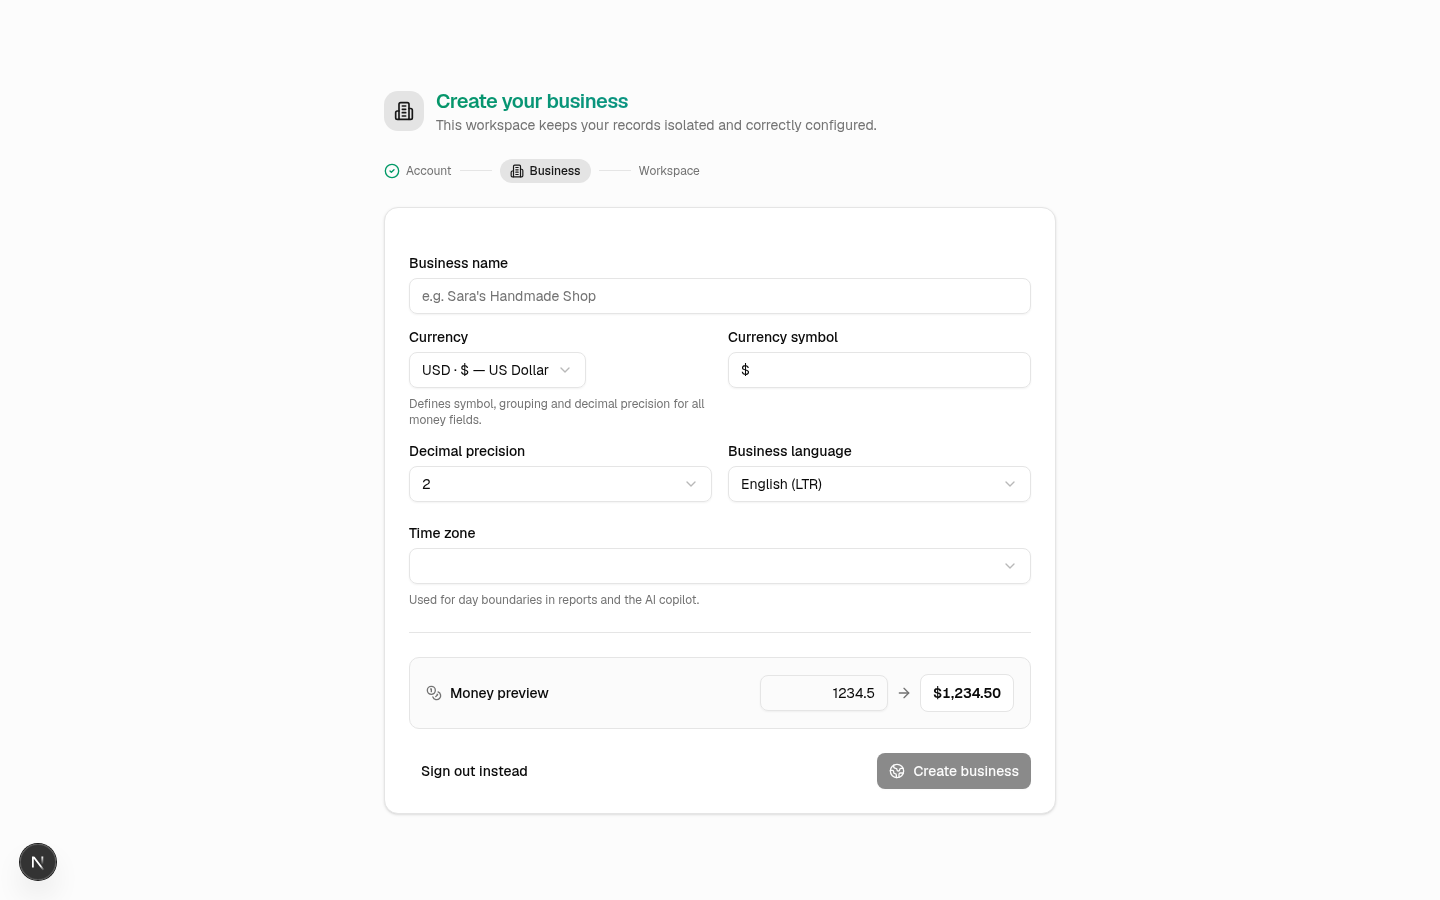 Create your business
This workspace keeps your records isolated and correctly configured.
Account
Business
Workspace
Business name
e.g. Sara's Handmade Shop
Currency
Currency symbol
USD · $ — US Dollar
$
Defines symbol, grouping and decimal precision for all
money fields.
Decimal precision
Business language
2
English (LTR)
Time zone
Used for day boundaries in reports and the AI copilot.
Money preview
1234.5
$1,234.50
Sign out instead
Create business
N